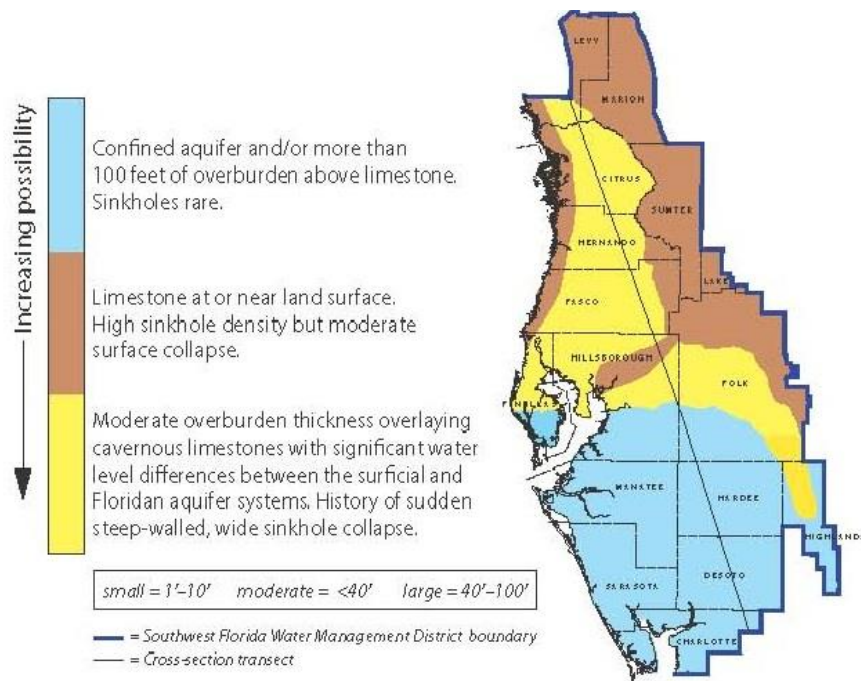 Increasing possibility
Confined aquifer and/or more than
100 feet of overburden above limestone.
Sinkholes rare.
Limestone at or near land surface.
High sinkhole density but moderate
surface collapse.
Moderate overburden thickness overlaying
cavernous limestones with significant water
level differences between the surficial and
Floridan aquifer systems. History of sudden
steep-walled, wide sinkhole collapse.
small = 1'–10' moderate = <40' large = 40'–100'
= Southwest Florida Water Management District boundary
= Cross-section transect
LEVY
MARION
CITRUS
SUMTER
HERNANDO
LAKE
PASCO
HILLSBOROUGH
POLK
PINELLAS
MANATEE
HARDEE
HIGHLAND
SARASOTA
DESOTO
CHARLOTTE